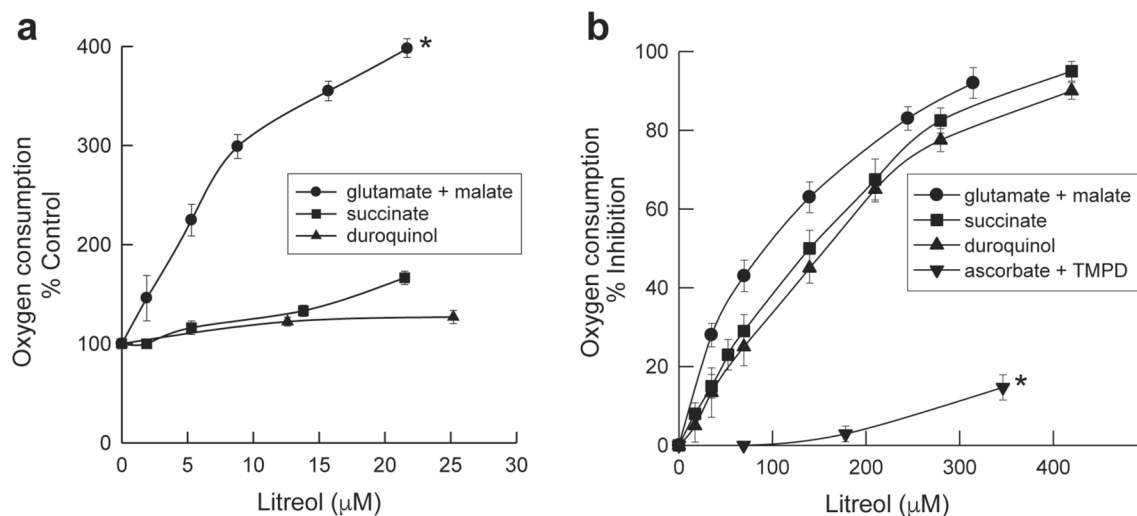 a
Oxygen consumption
% Control
400
300
200
100
0
glutamate + malate
succinate
duroquinol
*
0 5 10 15 20 25 30
Litreol (μM)
b
Oxygen consumption
% Inhibition
100
80
60
40
20
0
glutamate + malate
succinate
duroquinol
ascorbate + TMPD
*
0 100 200 300 400
Litreol (μM)